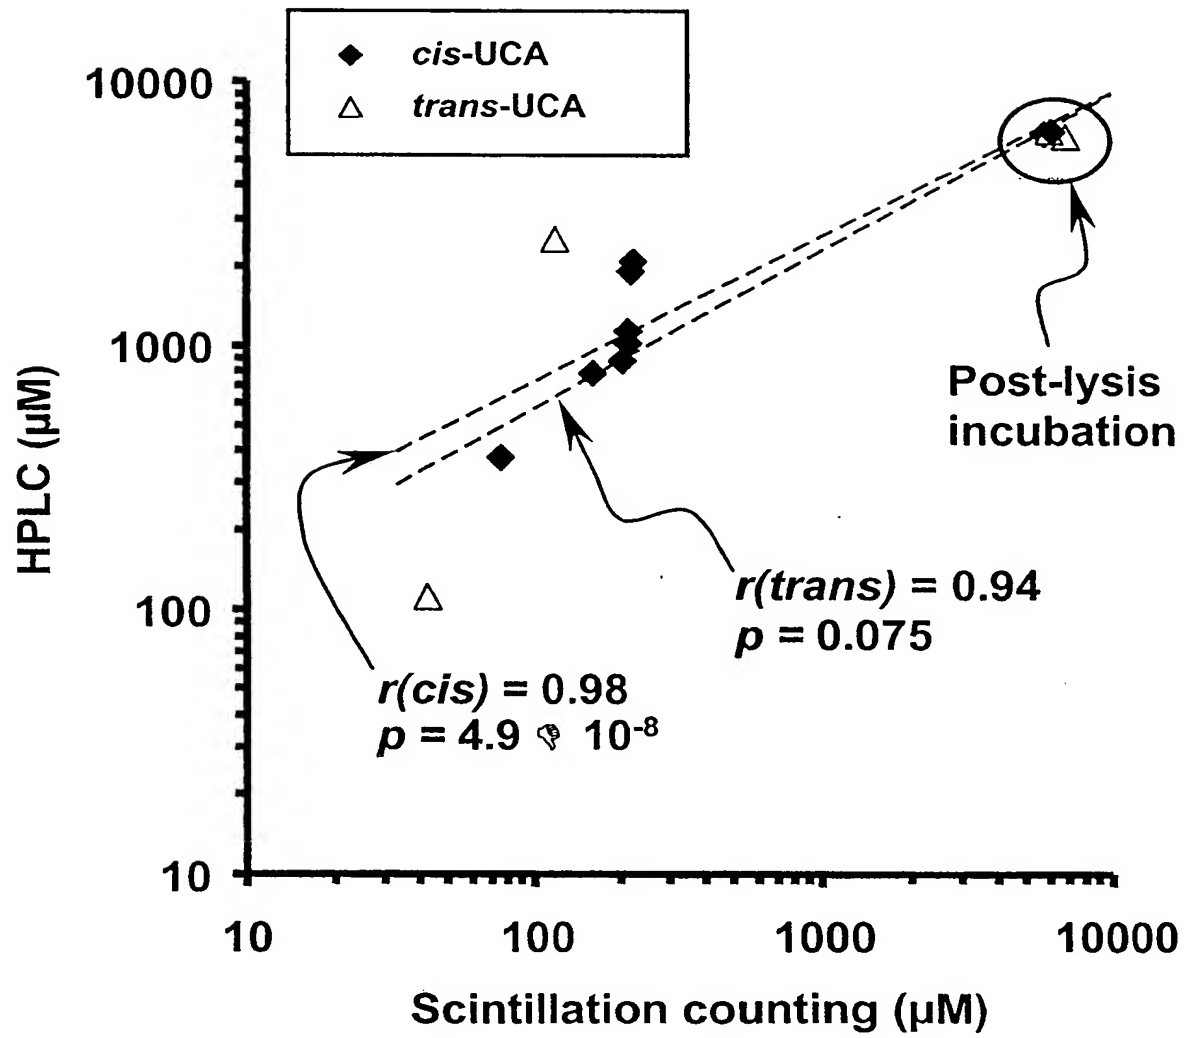 cis-UCA
trans-UCA
10000
1000
100
10
HPLC (µM)
Post-lysis
incubation
r(trans) = 0.94
p = 0.075
r(cis) = 0.98
p = 4.9 👎 10⁻⁸
10 100 1000 10000
Scintillation counting (µM)